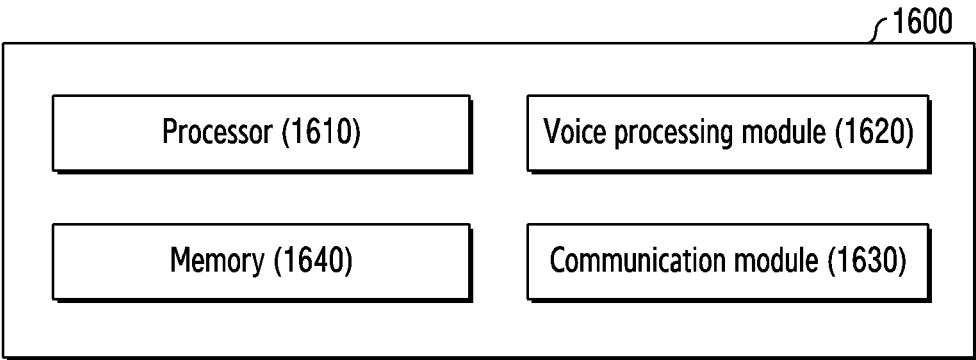 1600
Processor (1610)
Voice processing module (1620)
Memory (1640)
Communication module (1630)